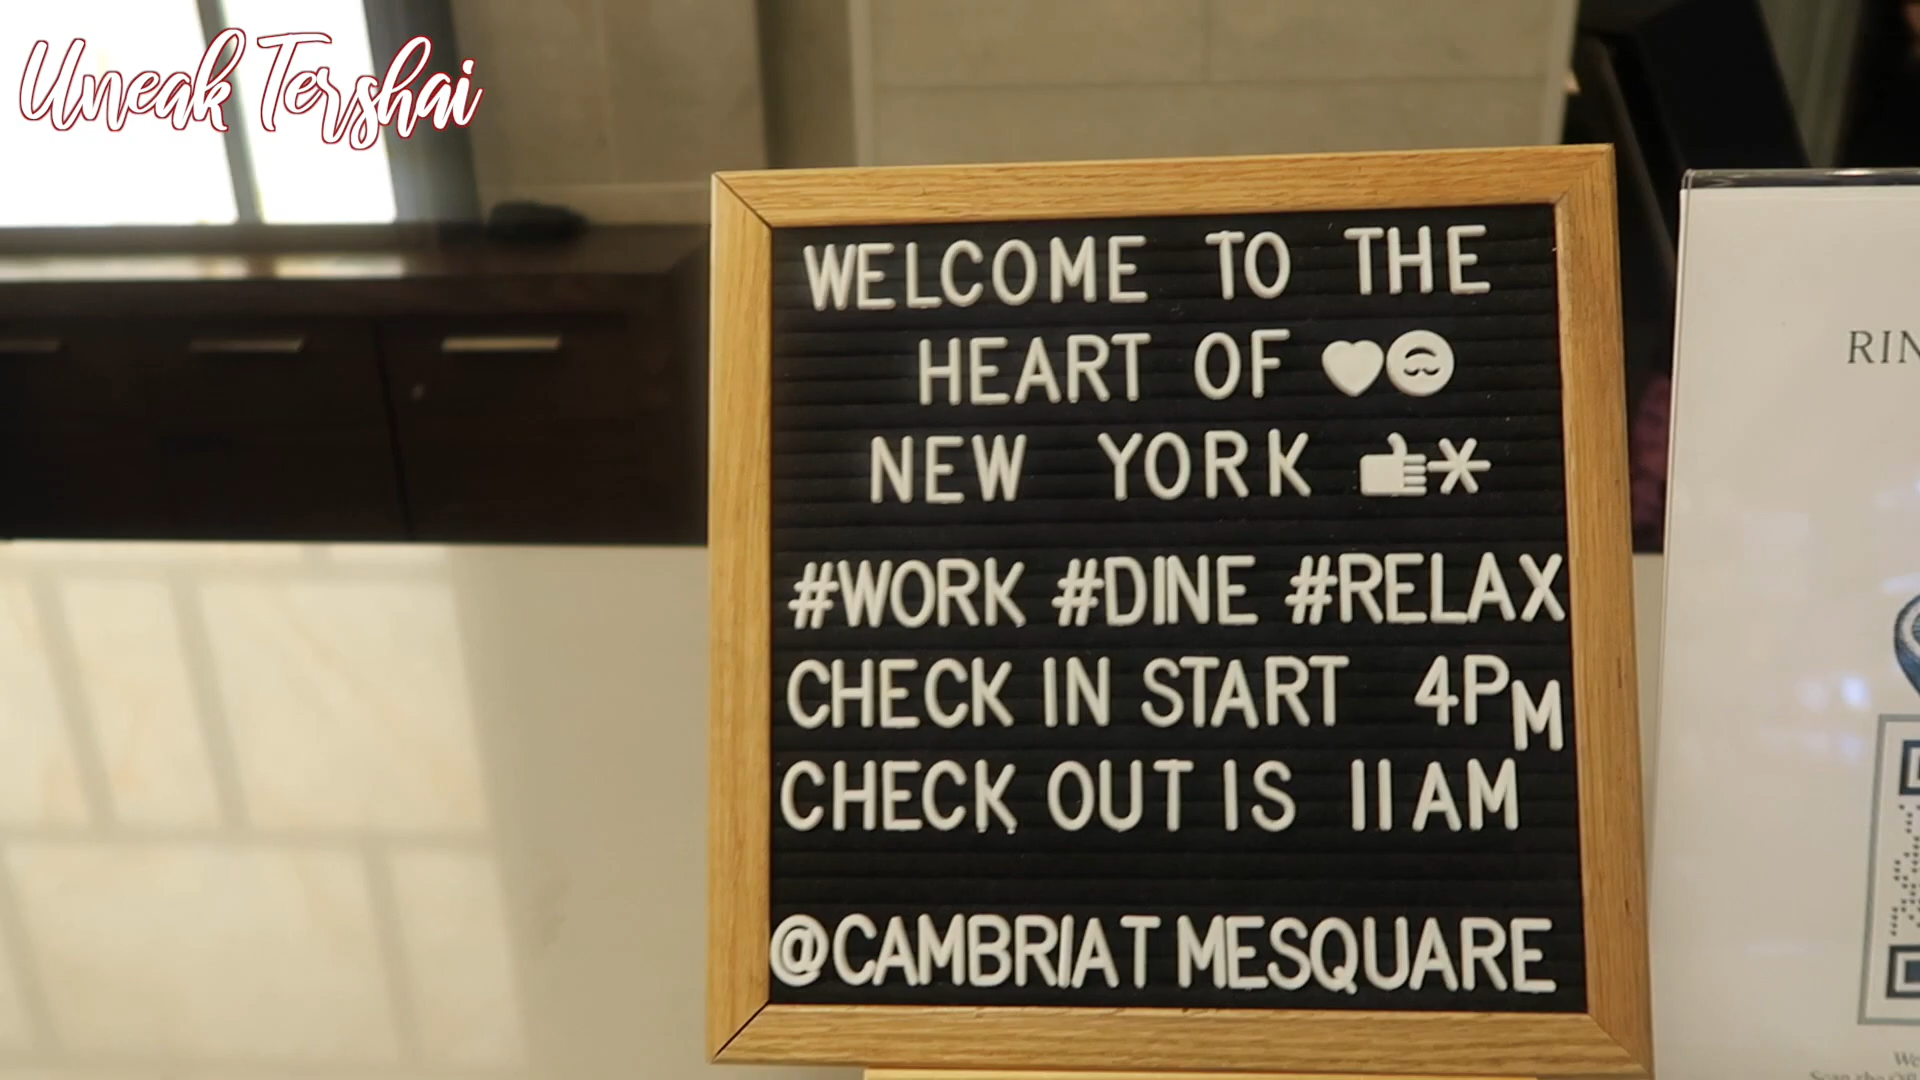 Uneak Tershai
WELCOME TO THE
HEART OF
NEW YORK *
#WORK #DINE #RELAX
CHECK IN START 4PM
CHECK OUT IS 11AM
@CAMBRIATMESQUARE